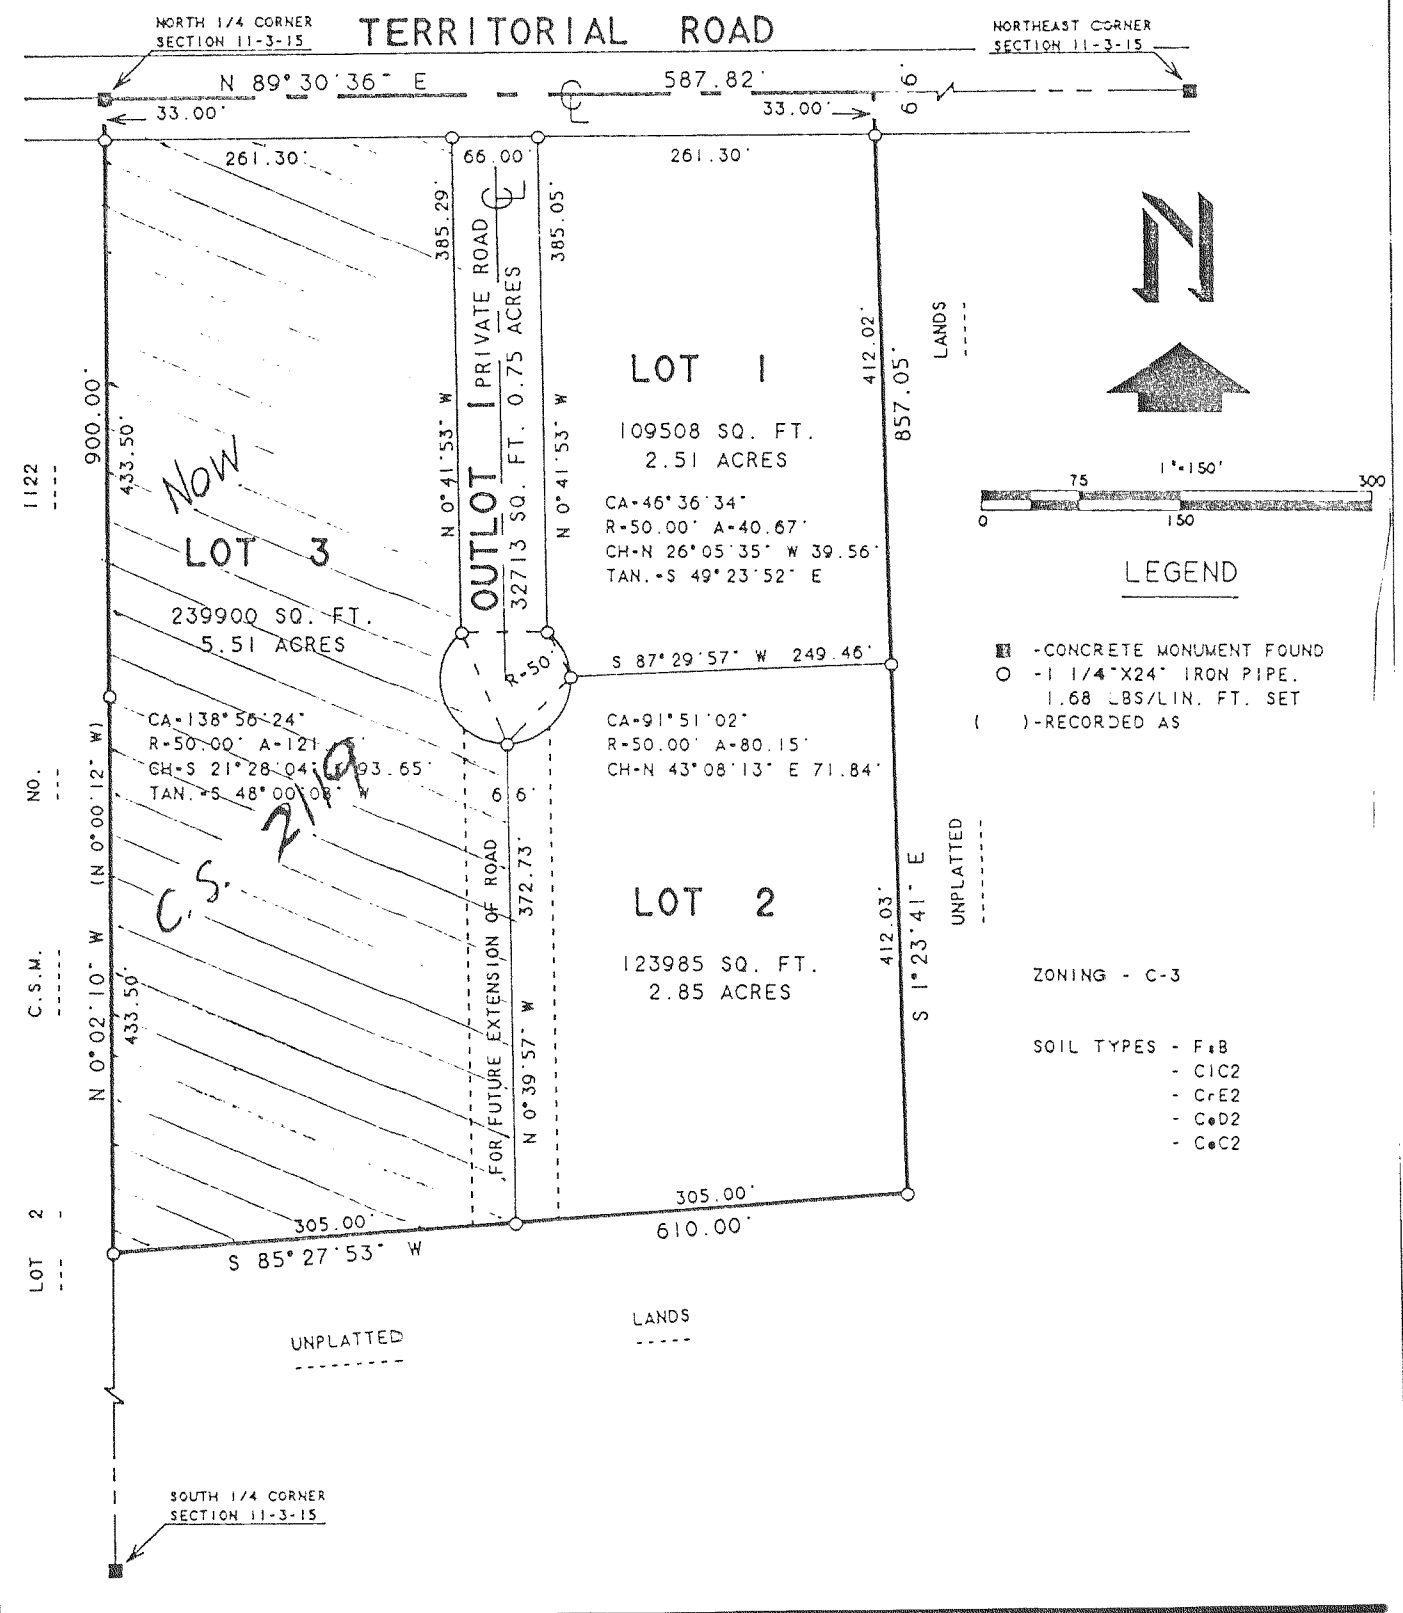 NORTH 1/4 CORNER
SECTION 11-3-15
TERRITORIAL ROAD
NORTHEAST CORNER
SECTION 11-3-15
N 89°30'36" E
587.82'
66'
33.00'
33.00'
261.30'
66.00'
261.30'
385.29'
385.05'
N 0°41'53" W
N 0°41'53" W
OUTLOT 1
PRIVATE ROAD
32713 SQ. FT. 0.75 ACRES
LOT 1
109508 SQ. FT.
2.51 ACRES
CA=46°36'34"
R=50.00' A=40.67'
CH=N 26°05'35" W 39.56'
TAN.=S 49°23'52" E
412.02'
857.05'
LANDS
N
1"=150'
75
300
0
150
LEGEND
-CONCRETE MONUMENT FOUND
-1 1/4"X24" IRON PIPE.
1.68 LBS/LIN. FT. SET
( )-RECORDED AS
900.00'
433.50'
1122
Now
LOT 3
239900 SQ. FT.
5.51 ACRES
R=50'
S 87°29'57" W 249.46'
CA=138°56'24"
R=50.00' A=121
CH=S 21°28'04" 93.65'
TAN.=S 48°00'08" W
C.S. 2119
CA=91°51'02"
R=50.00' A=80.15'
CH=N 43°08'13" E 71.84'
66'
372.73'
FOR FUTURE EXTENSION OF ROAD
N 0°39'57" W
LOT 2
123985 SQ. FT.
2.85 ACRES
412.03'
S 1°23'41" E
UNPLATTED
ZONING - C-3
SOIL TYPES -
- ClC2
- CrE2
- CeD2
- CeC2
NO.
(N 0°00'12" W)
C.S.M.
N 0°02'10" W
433.50'
LOT 2
305.00'
S 85°27'53" W
305.00'
610.00'
UNPLATTED
LANDS
SOUTH 1/4 CORNER
SECTION 11-3-15